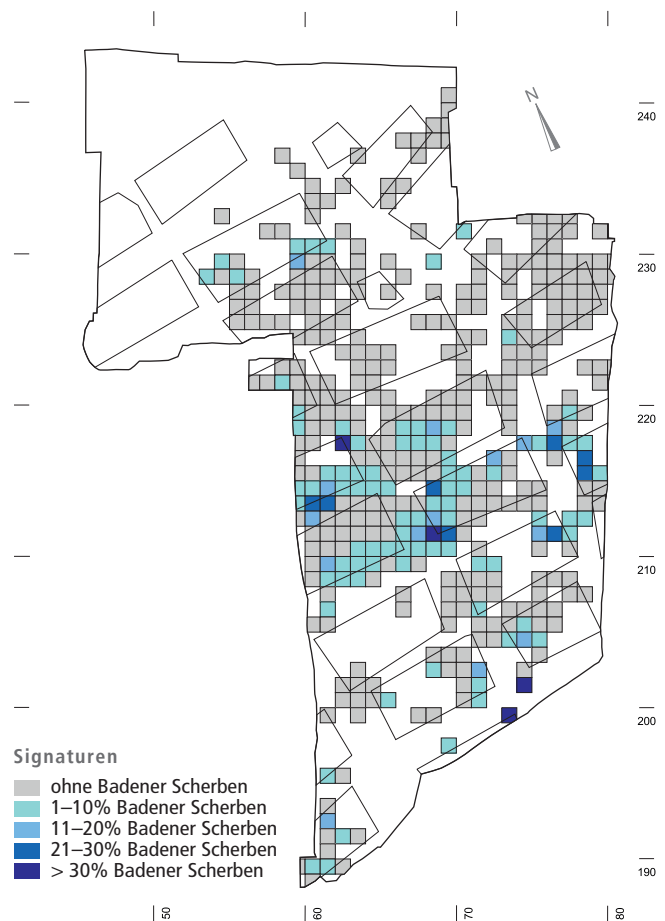 N
240
230
220
210
200
190
Signaturen
ohne Badener Scherben
1–10% Badener Scherben
11–20% Badener Scherben
21–30% Badener Scherben
> 30% Badener Scherben
50
60
70
80